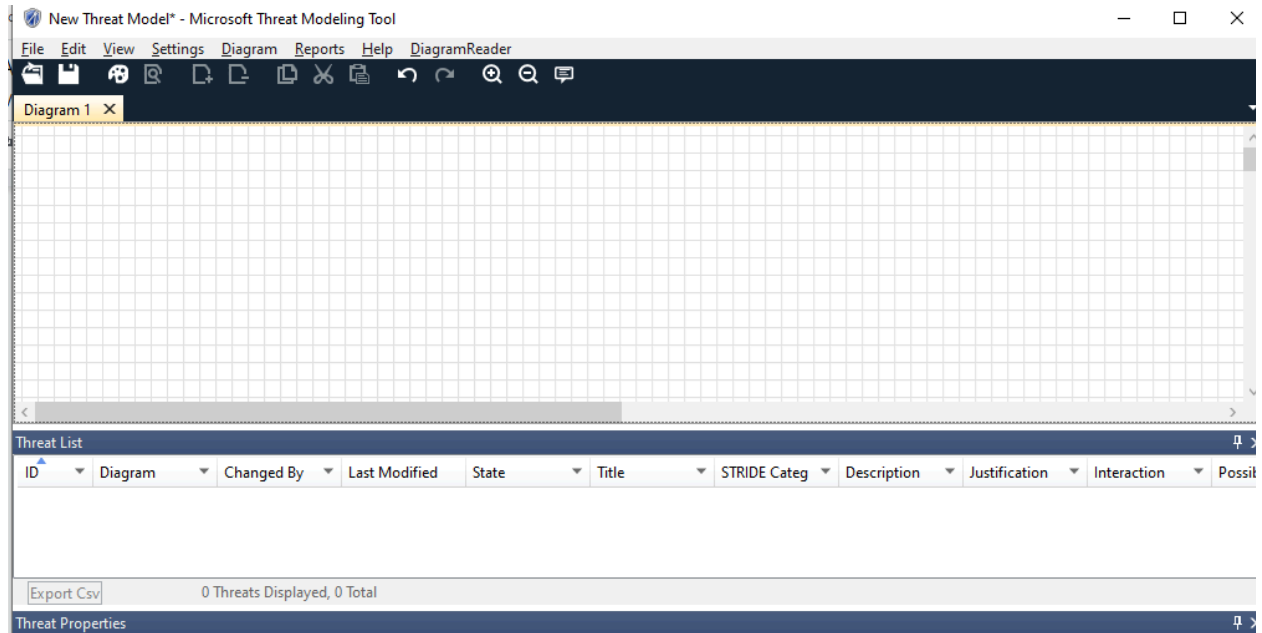 New Threat Model* - Microsoft Threat Modeling Tool
File Edit View Settings Diagram Reports Help DiagramReader
Diagram 1
Threat List
ID Diagram Changed By Last Modified State Title STRIDE Categ Description Justification Interaction Possib
Export Csv 0 Threats Displayed, 0 Total
Threat Properties